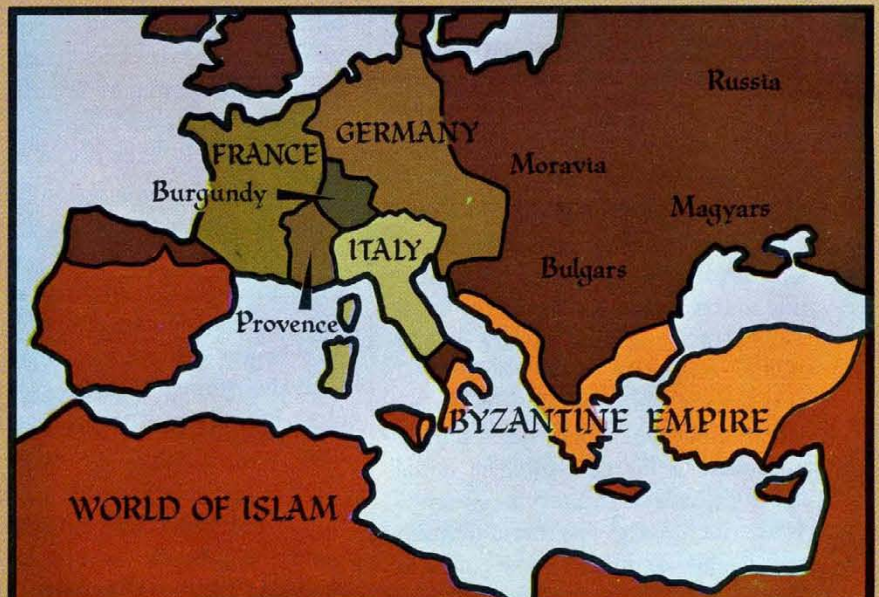 Russia
GERMANY
FRANCE
Moravia
Burgundy
Magyars
ITALY
Bulgars
Provence
BYZANTINE EMPIRE
WORLD OF ISLAM